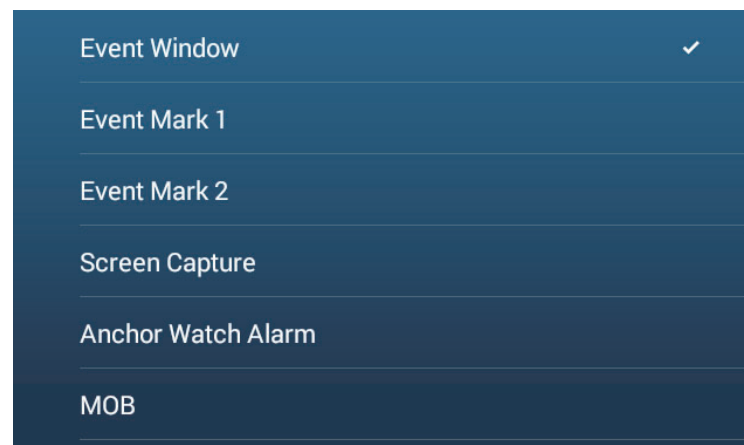 Event Window
Event Mark 1
Event Mark 2
Screen Capture
Anchor Watch Alarm
MOB